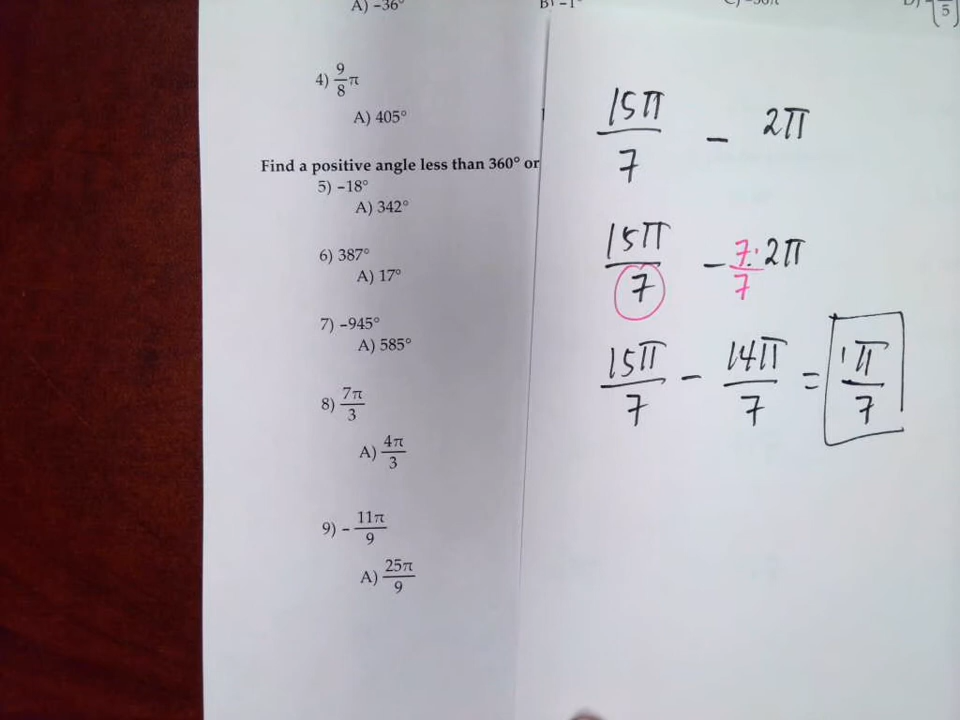 A) –36°
B) –1°
4) 9/8 π
A) 405°
Find a positive angle less than 360° or
5) –18°
A) 342°
6) 387°
A) 17°
7) –945°
A) 585°
8) 7π/3
A) 4π/3
9) – 11π/9
A) 25π/9
15π/7 – 2π
15π/7 – 7·/7 2π
15π/7 – 14π/7 = 1π/7